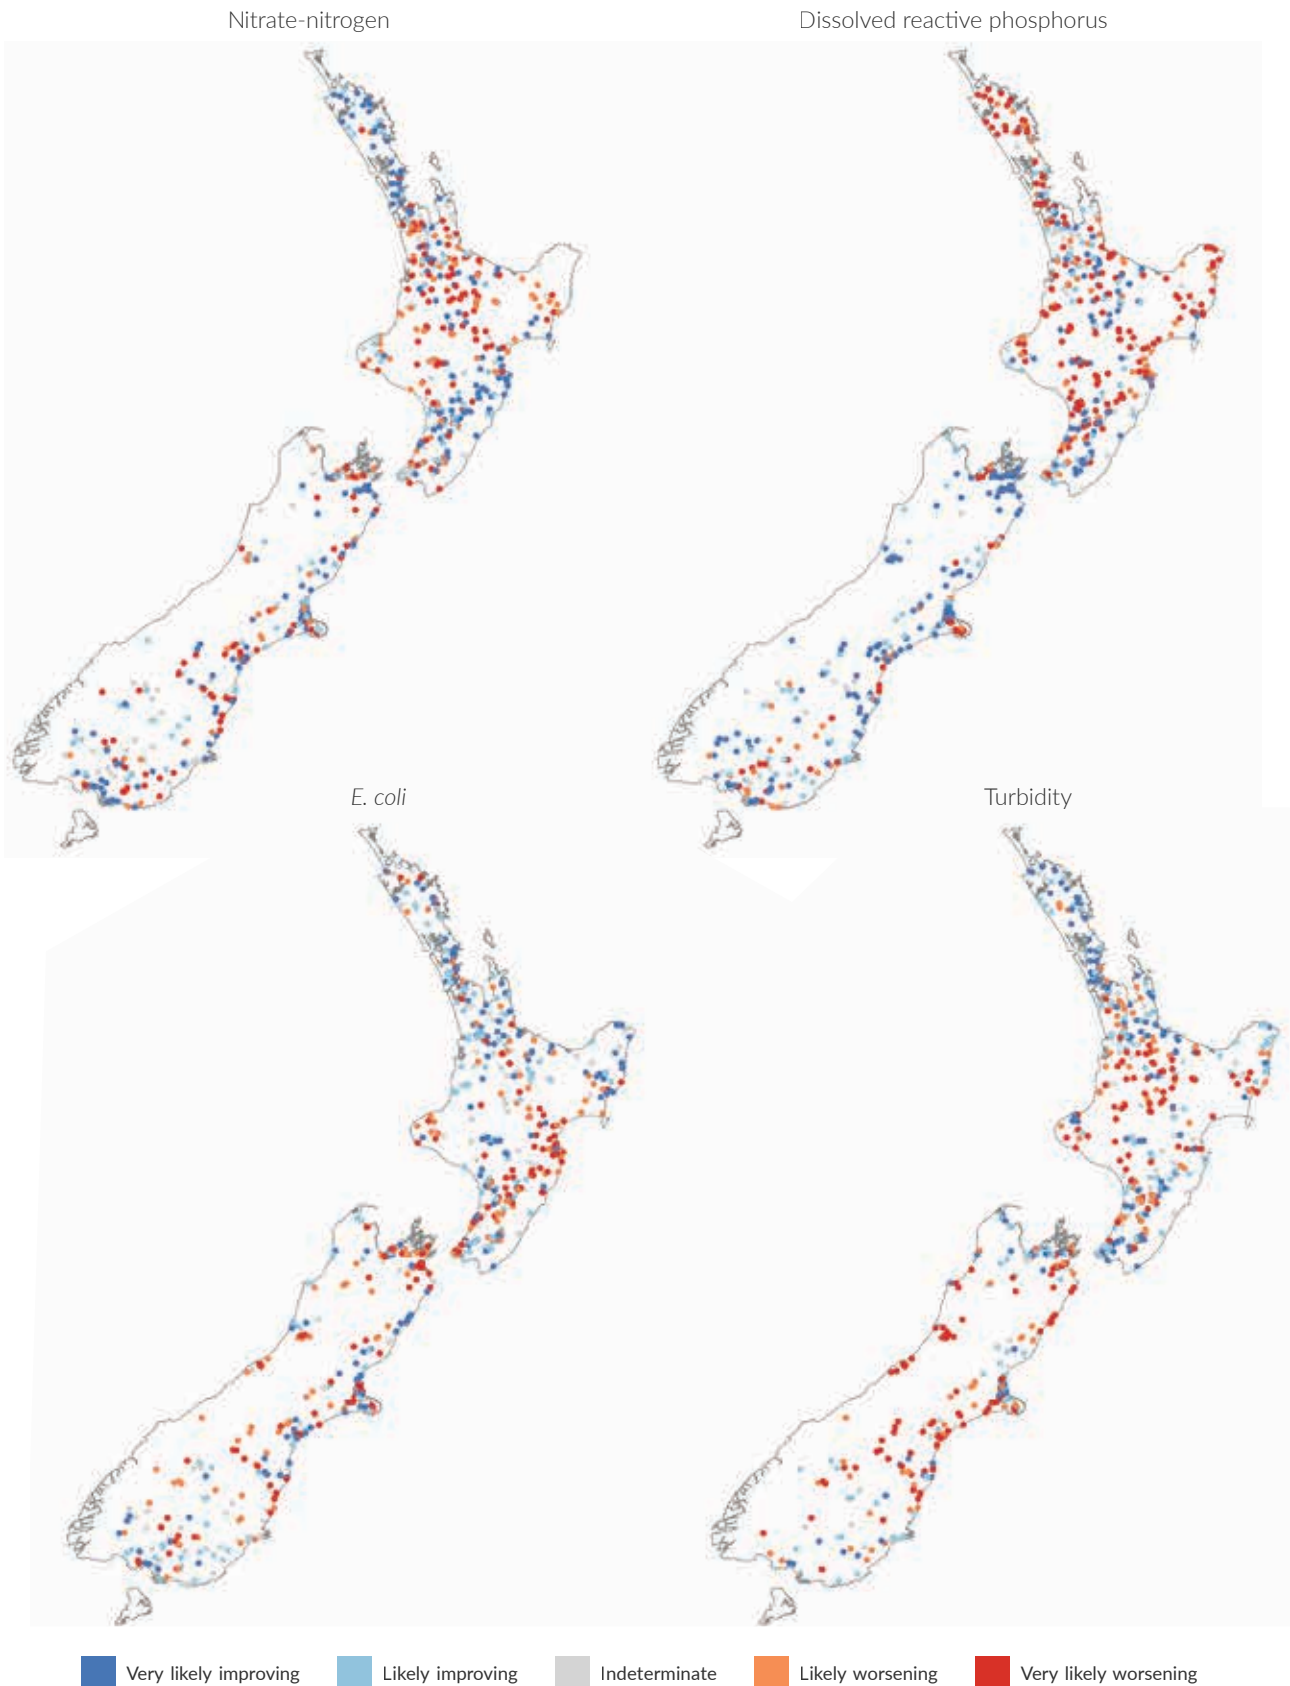 Nitrate-nitrogen
Dissolved reactive phosphorus
E. coli
Turbidity
Very likely improving
Likely improving
Indeterminate
Likely worsening
Very likely worsening